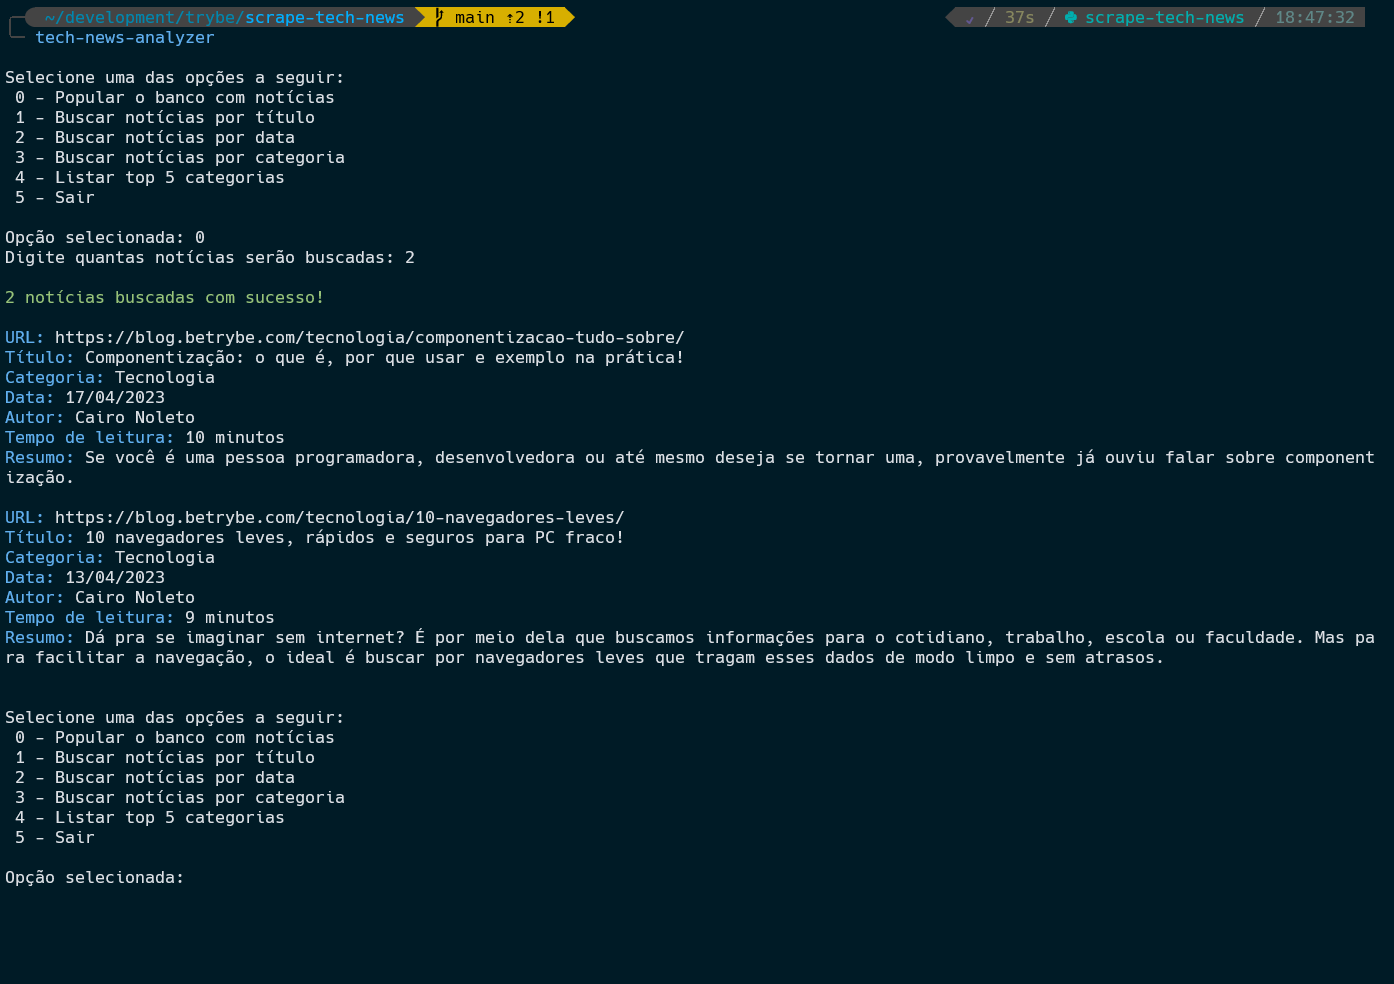 ~/development/trybe/scrape-tech-news main ⇡2 !1 ✓ 37s scrape-tech-news 18:47:32
tech-news-analyzer
Selecione uma das opções a seguir:
0 - Popular o banco com notícias
1 - Buscar notícias por título
2 - Buscar notícias por data
3 - Buscar notícias por categoria
4 - Listar top 5 categorias
5 - Sair
Opção selecionada: 0
Digite quantas notícias serão buscadas: 2
2 notícias buscadas com sucesso!
URL: https://blog.betrybe.com/tecnologia/componentizacao-tudo-sobre/
Título: Componentização: o que é, por que usar e exemplo na prática!
Categoria: Tecnologia
Data: 17/04/2023
Autor: Cairo Noleto
Tempo de leitura: 10 minutos
Resumo: Se você é uma pessoa programadora, desenvolvedora ou até mesmo deseja se tornar uma, provavelmente já ouviu falar sobre component
ização.
URL: https://blog.betrybe.com/tecnologia/10-navegadores-leves/
Título: 10 navegadores leves, rápidos e seguros para PC fraco!
Categoria: Tecnologia
Data: 13/04/2023
Autor: Cairo Noleto
Tempo de leitura: 9 minutos
Resumo: Dá pra se imaginar sem internet? É por meio dela que buscamos informações para o cotidiano, trabalho, escola ou faculdade. Mas pa
ra facilitar a navegação, o ideal é buscar por navegadores leves que tragam esses dados de modo limpo e sem atrasos.
Selecione uma das opções a seguir:
0 - Popular o banco com notícias
1 - Buscar notícias por título
2 - Buscar notícias por data
3 - Buscar notícias por categoria
4 - Listar top 5 categorias
5 - Sair
Opção selecionada: